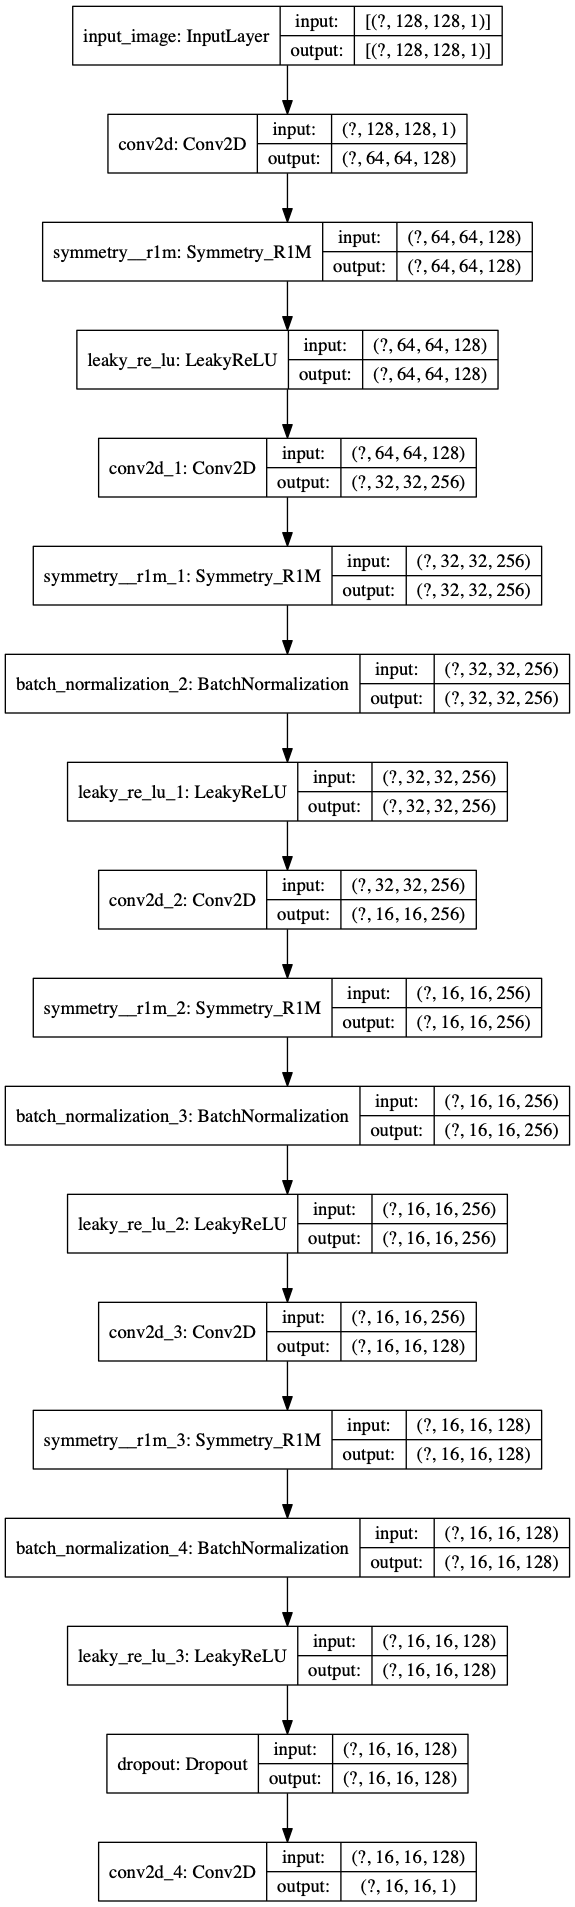 input_image: InputLayer
input: [(?, 128, 128, 1)]
output: [(?, 128, 128, 1)]
conv2d: Conv2D
input: (?, 128, 128, 1)
output: (?, 64, 64, 128)
symmetry__r1m: Symmetry_R1M
input: (?, 64, 64, 128)
output: (?, 64, 64, 128)
leaky_re_lu: LeakyReLU
input: (?, 64, 64, 128)
output: (?, 64, 64, 128)
conv2d_1: Conv2D
input: (?, 64, 64, 128)
output: (?, 32, 32, 256)
symmetry__r1m_1: Symmetry_R1M
input: (?, 32, 32, 256)
output: (?, 32, 32, 256)
batch_normalization_2: BatchNormalization
input: (?, 32, 32, 256)
output: (?, 32, 32, 256)
leaky_re_lu_1: LeakyReLU
input: (?, 32, 32, 256)
output: (?, 32, 32, 256)
conv2d_2: Conv2D
input: (?, 32, 32, 256)
output: (?, 16, 16, 256)
symmetry__r1m_2: Symmetry_R1M
input: (?, 16, 16, 256)
output: (?, 16, 16, 256)
batch_normalization_3: BatchNormalization
input: (?, 16, 16, 256)
output: (?, 16, 16, 256)
leaky_re_lu_2: LeakyReLU
input: (?, 16, 16, 256)
output: (?, 16, 16, 256)
conv2d_3: Conv2D
input: (?, 16, 16, 256)
output: (?, 16, 16, 128)
symmetry__r1m_3: Symmetry_R1M
input: (?, 16, 16, 128)
output: (?, 16, 16, 128)
batch_normalization_4: BatchNormalization
input: (?, 16, 16, 128)
output: (?, 16, 16, 128)
leaky_re_lu_3: LeakyReLU
input: (?, 16, 16, 128)
output: (?, 16, 16, 128)
dropout: Dropout
input: (?, 16, 16, 128)
output: (?, 16, 16, 128)
conv2d_4: Conv2D
input: (?, 16, 16, 128)
output: (?, 16, 16, 1)